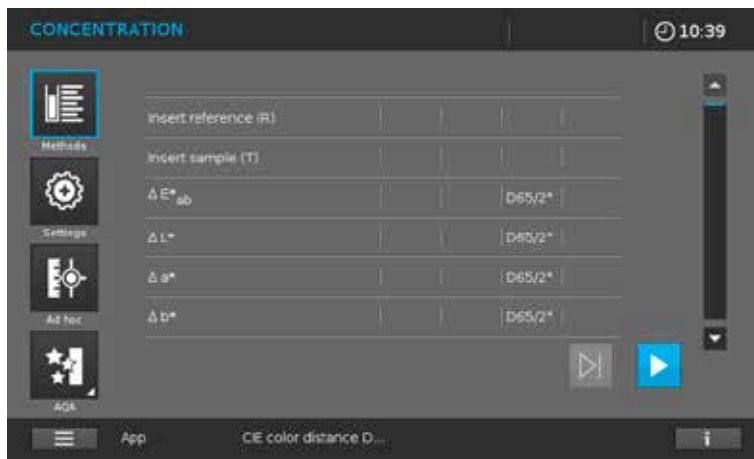 CONCENTRATION
10:39
Methods
Settings
Ad hoc
AQA
Insert reference (R)
Insert sample (T)
Δ E*ab D65/2°
Δ L* D65/2°
Δ a* D65/2°
Δ b* D65/2°
App CIE color distance D...
i